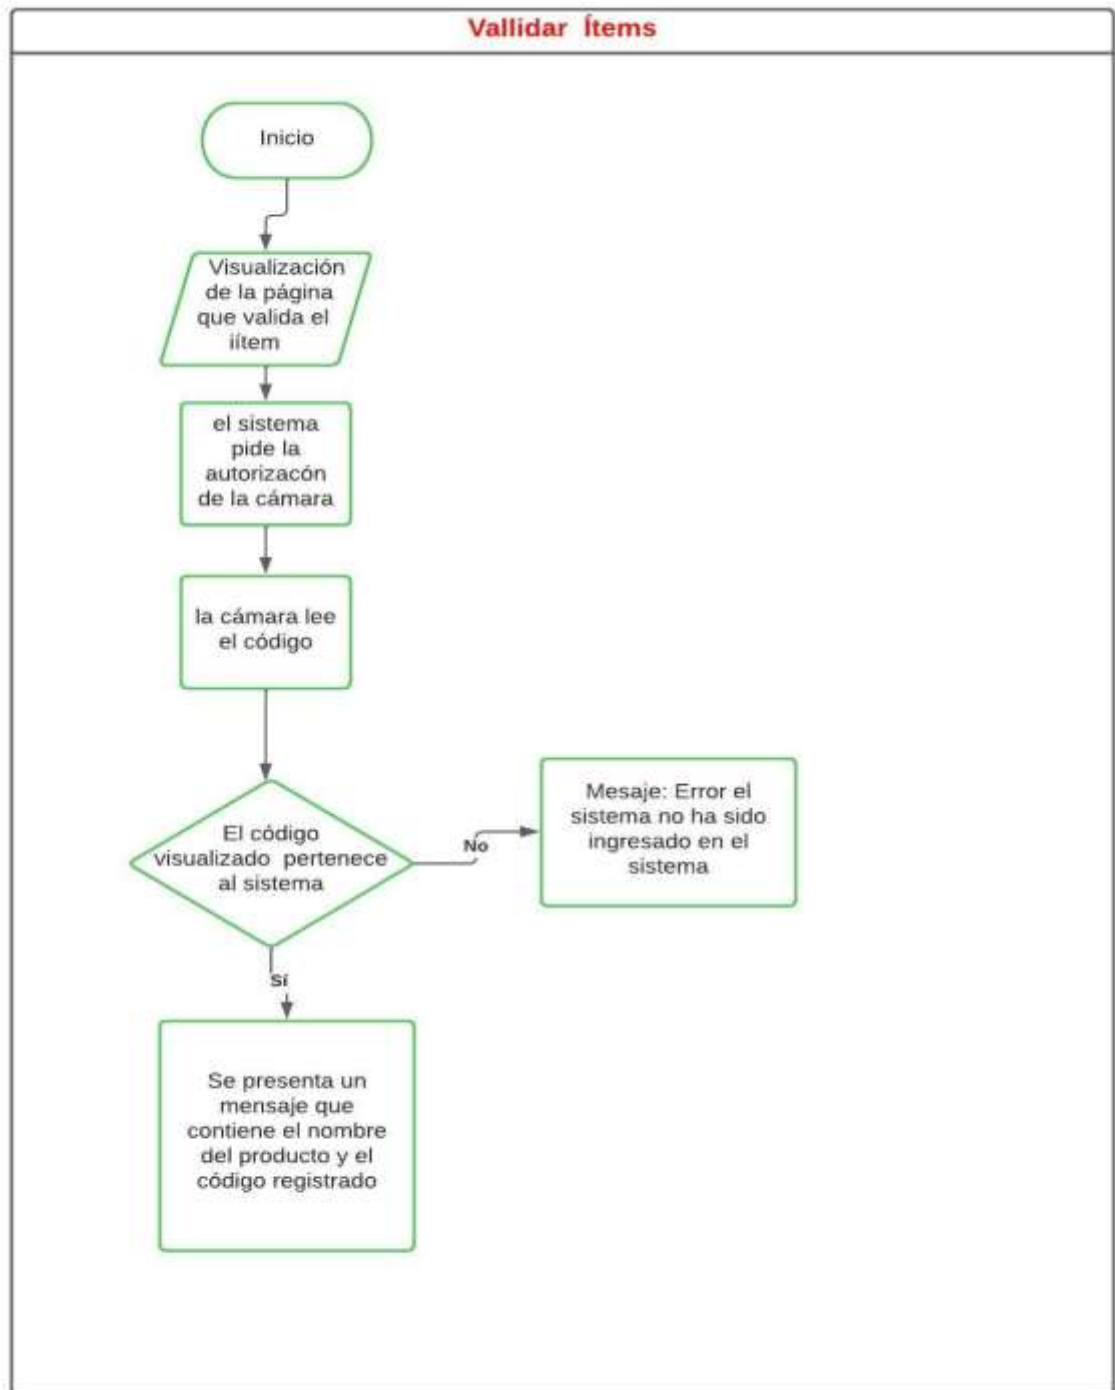 Vallidar Ítems
Inicio
Visualización
de la página
que valida el
iítem
el sistema
pide la
autorizacón
de la cámara
la cámara lee
el código
El código
visualizado pertenece
al sistema
No
Mesaje: Error el
sistema no ha sido
ingresado en el
sistema
Sí
Se presenta un
mensaje que
contiene el nombre
del producto y el
código registrado